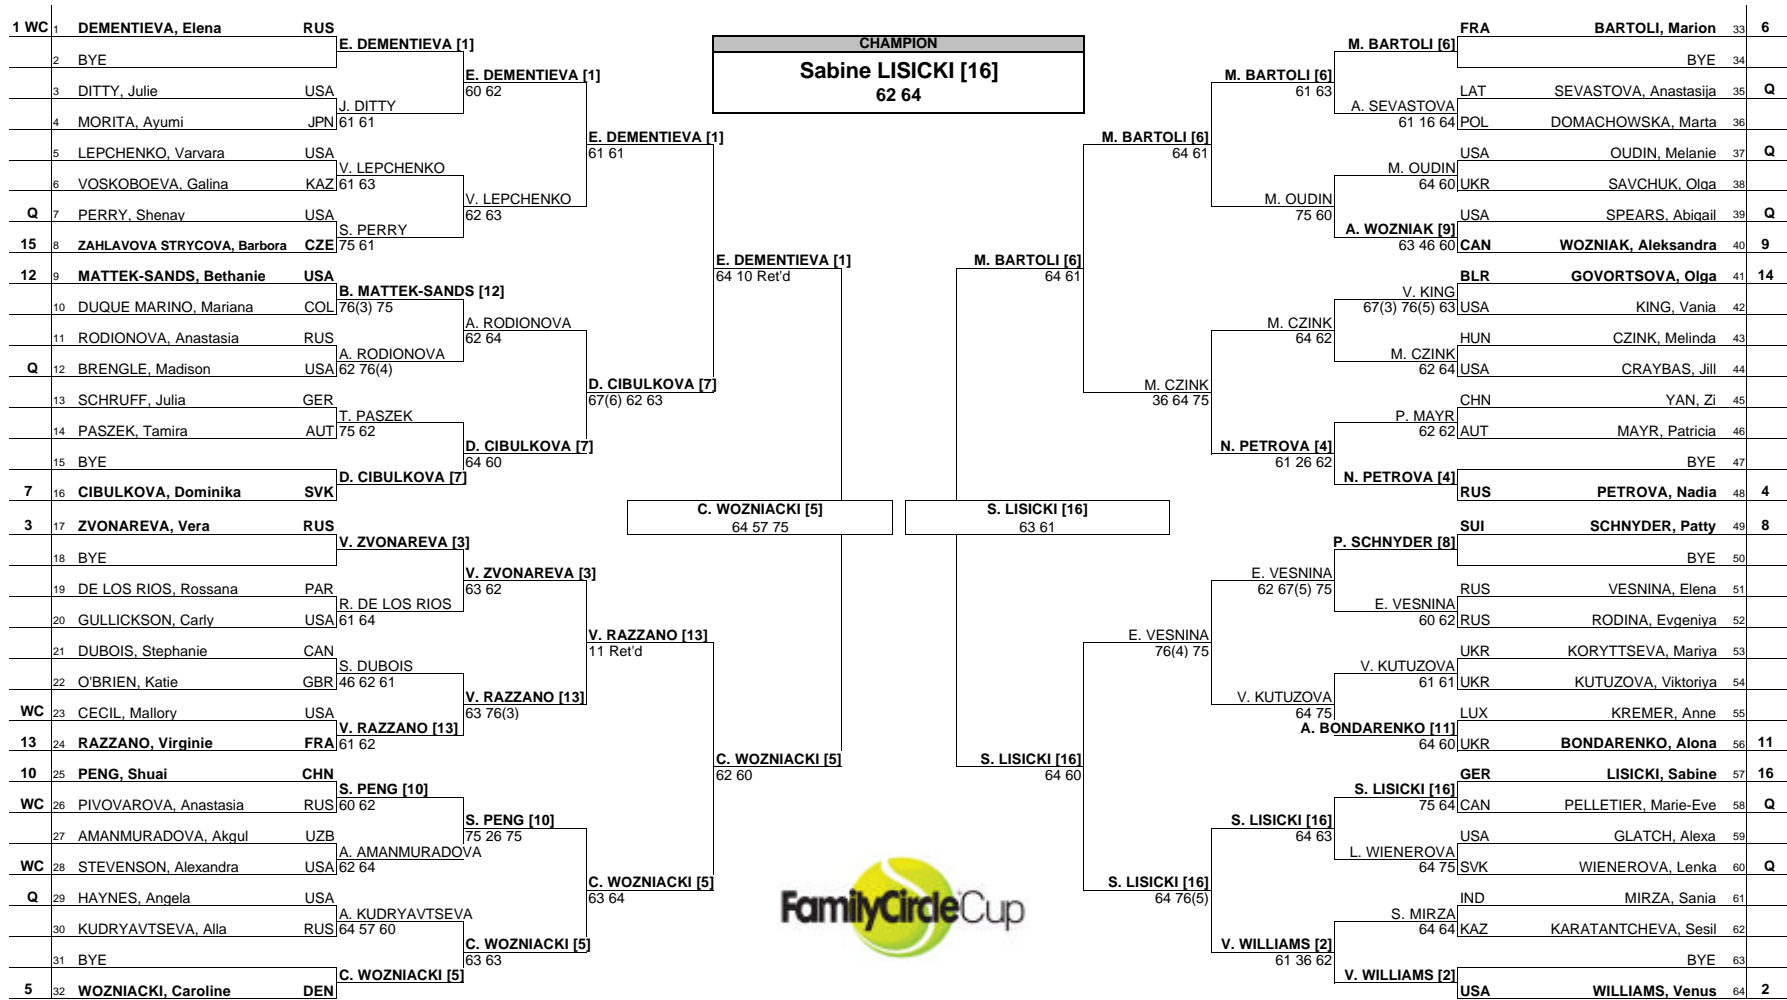 1 WC 1 DEMENTIEVA, Elena RUS
E. DEMENTIEVA [1]
2 BYE
E. DEMENTIEVA [1]
60 62
3 DITTY, Julie USA
J. DITTY
61 61
4 MORITA, Ayumi JPN
E. DEMENTIEVA [1]
61 61
5 LEPCHENKO, Varvara USA
V. LEPCHENKO
61 63
6 VOSKOBOEVA, Galina KAZ
V. LEPCHENKO
62 63
Q 7 PERRY, Shenay USA
S. PERRY
75 61
15 8 ZAHLAVOVA STRYCOVA, Barbora CZE
E. DEMENTIEVA [1]
64 10 Ret'd
12 9 MATTEK-SANDS, Bethanie USA
B. MATTEK-SANDS [12]
76(3) 75
10 DUQUE MARINO, Mariana COL
A. RODIONOVA
62 64
11 RODIONOVA, Anastasia RUS
A. RODIONOVA
62 76(4)
Q 12 BRENGLE, Madison USA
D. CIBULKOVA [7]
67(6) 62 63
13 SCHRUFF, Julia GER
T. PASZEK
75 62
14 PASZEK, Tamira AUT
D. CIBULKOVA [7]
64 60
15 BYE
D. CIBULKOVA [7]
7 16 CIBULKOVA, Dominika SVK
C. WOZNIACKI [5]
64 57 75
3 17 ZVONAREVA, Vera RUS
V. ZVONAREVA [3]
18 BYE
V. ZVONAREVA [3]
63 62
19 DE LOS RIOS, Rossana PAR
R. DE LOS RIOS
61 64
20 GULLICKSON, Carly USA
V. RAZZANO [13]
11 Ret'd
21 DUBOIS, Stephanie CAN
S. DUBOIS
46 62 61
22 O'BRIEN, Katie GBR
V. RAZZANO [13]
63 76(3)
WC 23 CECIL, Mallory USA
V. RAZZANO [13]
61 62
13 24 RAZZANO, Virginie FRA
C. WOZNIACKI [5]
62 60
10 25 PENG, Shuai CHN
S. PENG [10]
60 62
WC 26 PIVOVAROVA, Anastasia RUS
S. PENG [10]
75 26 75
27 AMANMURADOVA, Akgul UZB
A. AMANMURADOVA
62 64
WC 28 STEVENSON, Alexandra USA
C. WOZNIACKI [5]
63 64
Q 29 HAYNES, Angela USA
A. KUDRYAVTSEVA
64 57 60
30 KUDRYAVTSEVA, Alla RUS
C. WOZNIACKI [5]
63 63
31 BYE
C. WOZNIACKI [5]
5 32 WOZNIACKI, Caroline DEN
CHAMPION
Sabine LISICKI [16]
62 64
FamilyCircleCup
FRA BARTOLI, Marion 33 6
M. BARTOLI [6]
BYE 34
M. BARTOLI [6]
61 63
LAT SEVASTOVA, Anastasija 35 Q
A. SEVASTOVA
61 16 64
POL DOMACHOWSKA, Marta 36
M. BARTOLI [6]
64 61
USA OUDIN, Melanie 37 Q
M. OUDIN
64 60
UKR SAVCHUK, Olga 38
M. OUDIN
75 60
USA SPEARS, Abigail 39 Q
A. WOZNIAK [9]
63 46 60
CAN WOZNIAK, Aleksandra 40 9
M. BARTOLI [6]
64 61
BLR GOVORTSOVA, Olga 41 14
V. KING
67(3) 76(5) 63
USA KING, Vania 42
M. CZINK
64 62
HUN CZINK, Melinda 43
M. CZINK
62 64
USA CRAYBAS, Jill 44
M. CZINK
36 64 75
CHN YAN, Zi 45
P. MAYR
62 62
AUT MAYR, Patricia 46
N. PETROVA [4]
61 26 62
BYE 47
N. PETROVA [4]
RUS PETROVA, Nadia 48 4
S. LISICKI [16]
63 61
SUI SCHNYDER, Patty 49 8
P. SCHNYDER [8]
BYE 50
E. VESNINA
62 67(5) 75
RUS VESNINA, Elena 51
E. VESNINA
60 62
RUS RODINA, Evgeniya 52
E. VESNINA
76(4) 75
UKR KORYTTSEVA, Mariya 53
V. KUTUZOVA
61 61
UKR KUTUZOVA, Viktoriya 54
V. KUTUZOVA
64 75
LUX KREMER, Anne 55
A. BONDARENKO [11]
64 60
UKR BONDARENKO, Alona 56 11
S. LISICKI [16]
64 60
GER LISICKI, Sabine 57 16
S. LISICKI [16]
75 64
CAN PELLETIER, Marie-Eve 58 Q
S. LISICKI [16]
64 63
USA GLATCH, Alexa 59
L. WIENEROVA
64 75
SVK WIENEROVA, Lenka 60 Q
S. LISICKI [16]
64 76(5)
IND MIRZA, Sania 61
S. MIRZA
64 64
KAZ KARATANTCHEVA, Sesil 62
V. WILLIAMS [2]
61 36 62
BYE 63
V. WILLIAMS [2]
USA WILLIAMS, Venus 64 2